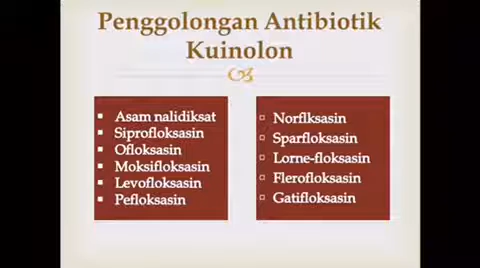 Penggolongan Antibiotik
Kuinolon
Asam nalidiksat
Siprofloksasin
Ofloksasin
Moksifloksasin
Levofloksasin
Pefloksasin
Norflksasin
Sparfloksasin
Lorne-floksasin
Flerofloksasin
Gatifloksasin